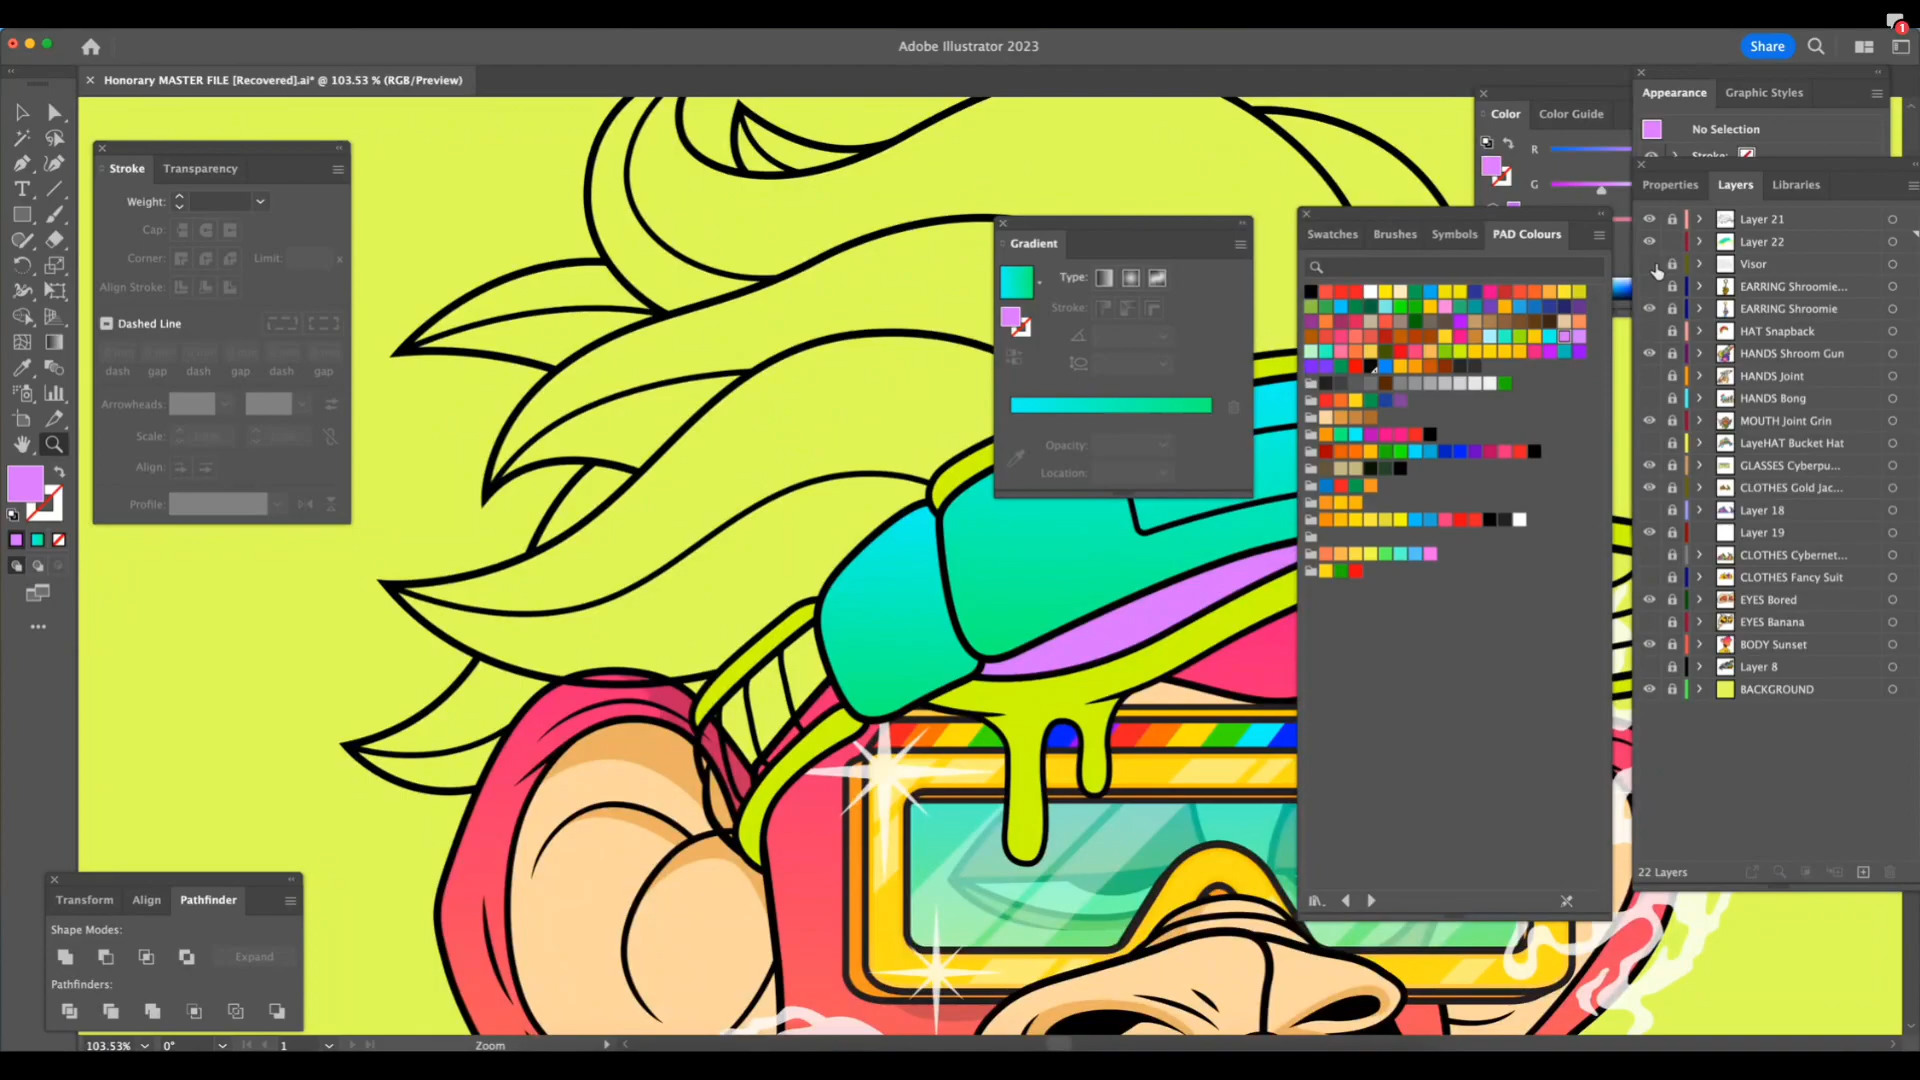 1
Adobe Illustrator 2023
Share
Honorary MASTER FILE [Recovered].ai* @ 103.53 % (RGB/Preview)
Stroke
Transparency
Weight:
Cap:
Corner:
Limit:
x
Align Stroke:
Dashed Line
dash
gap
dash
gap
dash
gap
Arrowheads:
Scale:
Align:
Profile:
Gradient
Type:
Stroke:
Opacity:
Location:
Color
Color Guide
R
G
Swatches
Brushes
Symbols
PAD Colours
Appearance
Graphic Styles
No Selection
Properties
Layers
Libraries
Layer 21
Layer 22
Visor
EARRING Shroomie...
EARRING Shroomie
HAT Snapback
HANDS Shroom Gun
HANDS Joint
HANDS Bong
MOUTH Joint Grin
LayeHAT Bucket Hat
GLASSES Cyberpu...
CLOTHES Gold Jac...
Layer 18
Layer 19
CLOTHES Cybernet...
CLOTHES Fancy Suit
EYES Bored
EYES Banana
BODY Sunset
Layer 8
BACKGROUND
22 Layers
Transform
Align
Pathfinder
Shape Modes:
Expand
Pathfinders:
103.53%
0°
1
Zoom